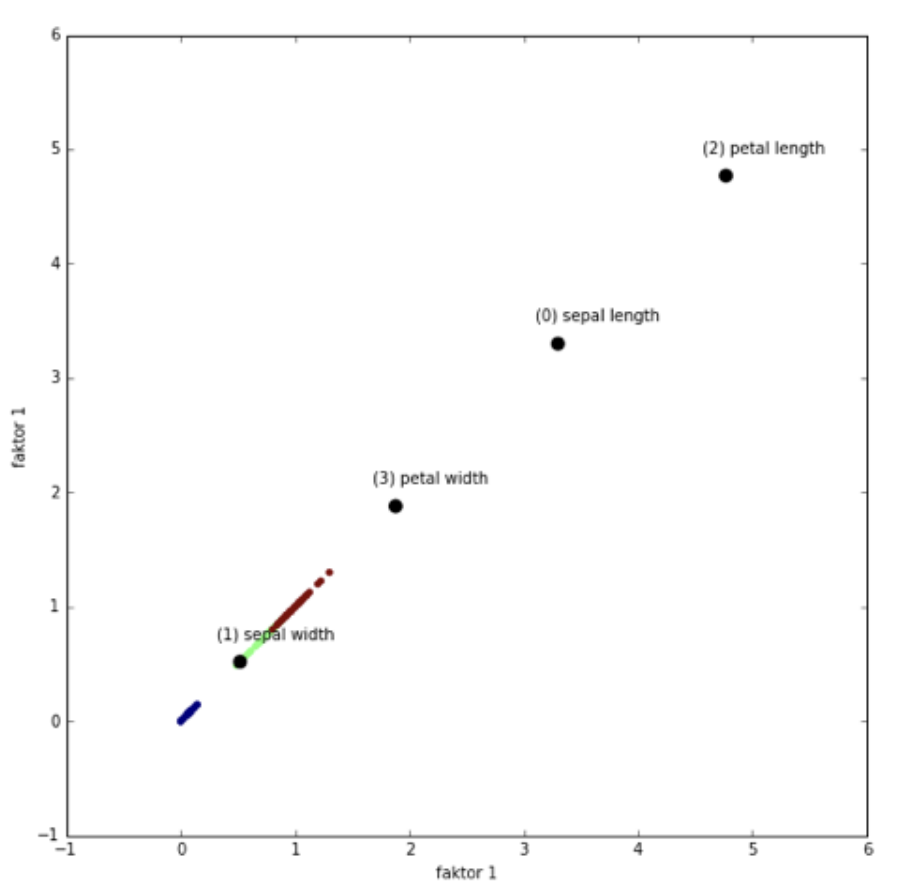 6
5
(2) petal length
4
(0) sepal length
3
faktor 1
(3) petal width
2
1
(1) sepal width
0
−1
−1 0 1 2 3 4 5 6
faktor 1